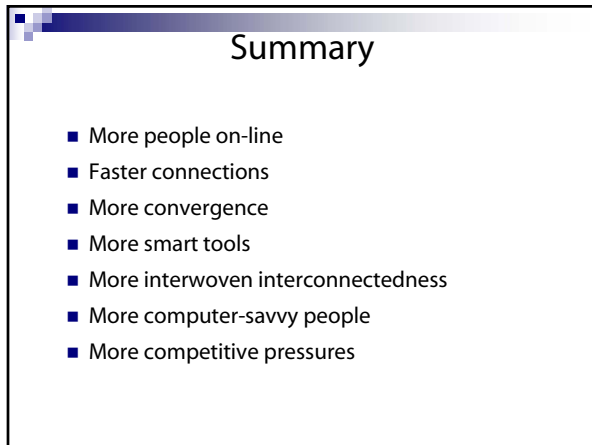 Summary
More people on-line
Faster connections
More convergence
More smart tools
More interwoven interconnectedness
More computer-savvy people
More competitive pressures